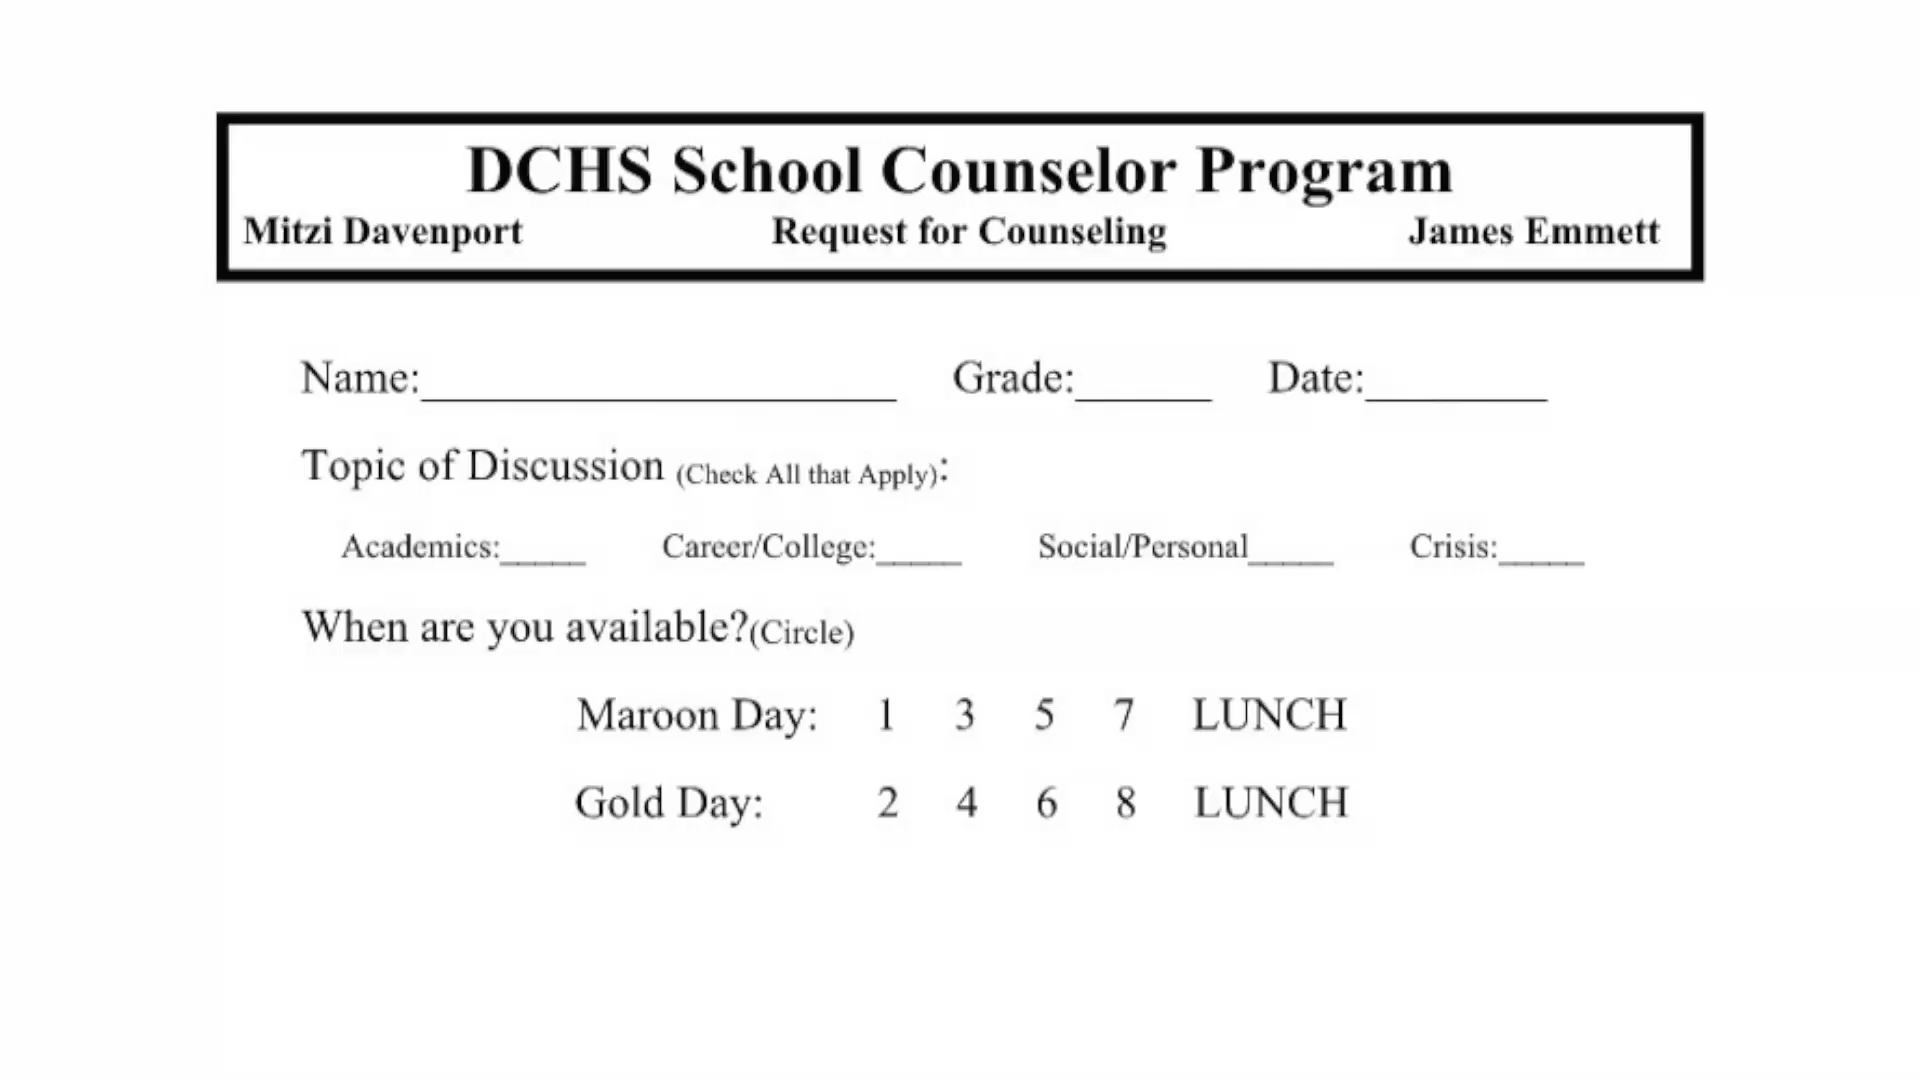 DCHS School Counselor Program
Mitzi Davenport Request for Counseling James Emmett
Name:____________________ Grade:______ Date:________
Topic of Discussion (Check All that Apply):
Academics:_____ Career/College:_____ Social/Personal_____ Crisis:_____
When are you available?(Circle)
Maroon Day: 1 3 5 7 LUNCH
Gold Day: 2 4 6 8 LUNCH